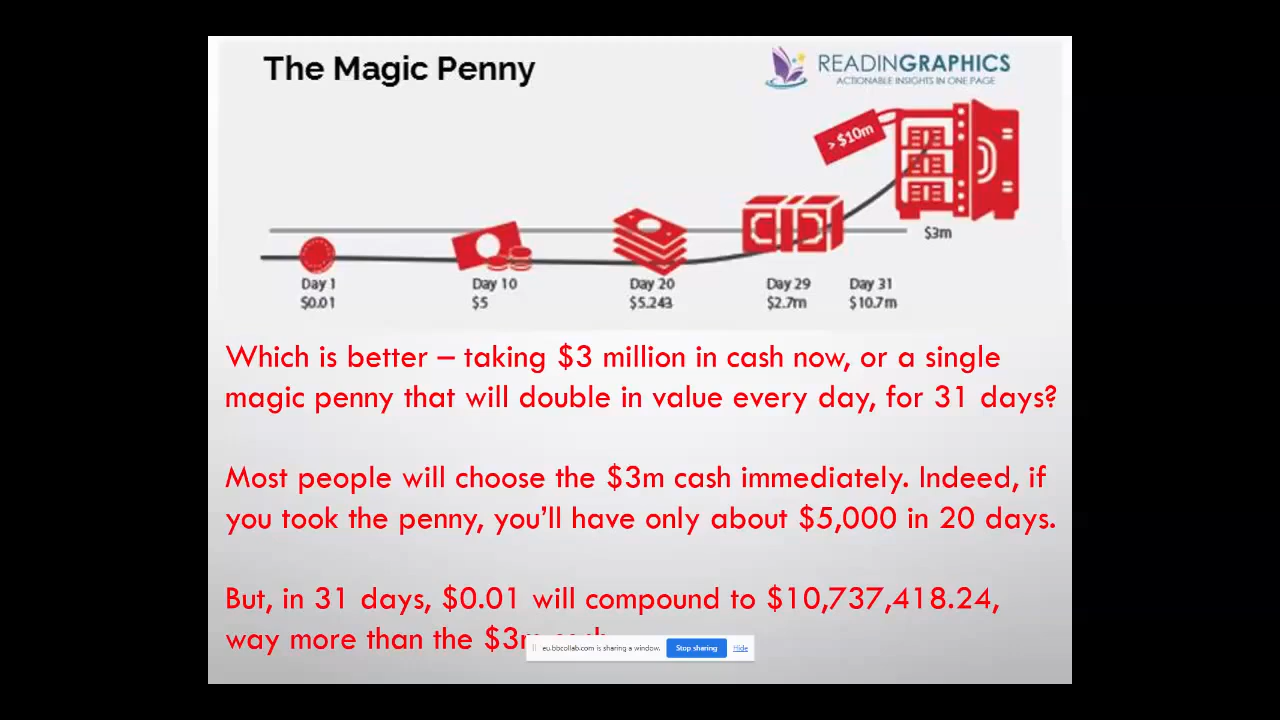 The Magic Penny
READINGRAPHICS
ACTIONABLE INSIGHTS IN ONE PAGE
> $10m
$3m
Day 1
$0.01
Day 10
$5
Day 20
$5.243
Day 29
$2.7m
Day 31
$10.7m
Which is better – taking $3 million in cash now, or a single
magic penny that will double in value every day, for 31 days?
Most people will choose the $3m cash immediately. Indeed, if
you took the penny, you'll have only about $5,000 in 20 days.
But, in 31 days, $0.01 will compound to $10,737,418.24,
way more than the
eu.bbcollab.com is sharing a window.
Stop sharing
Hide